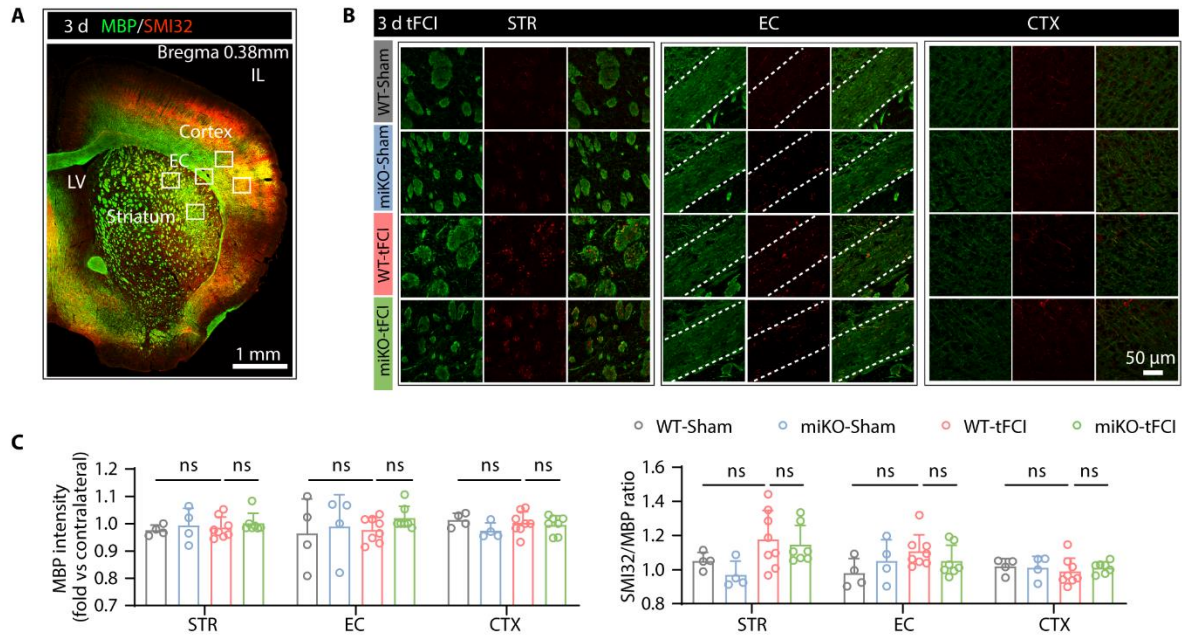 A
3 d MBP/SMI32
Bregma 0.38mm
IL
Cortex
EC
LV
Striatum
1 mm
B
3 d tFCI STR EC CTX
WT-Sham
miKO-Sham
WT-tFCI
miKO-tFCI
50 μm
WT-Sham miKO-Sham WT-tFCI miKO-tFCI
C
MBP intensity
(fold vs contralateral)
1.2
1.1
1.0
0.9
0.8
0.7
ns ns ns ns ns ns
STR EC CTX
SMI32/MBP ratio
1.6
1.4
1.2
1.0
0.8
ns ns ns ns ns ns
STR EC CTX